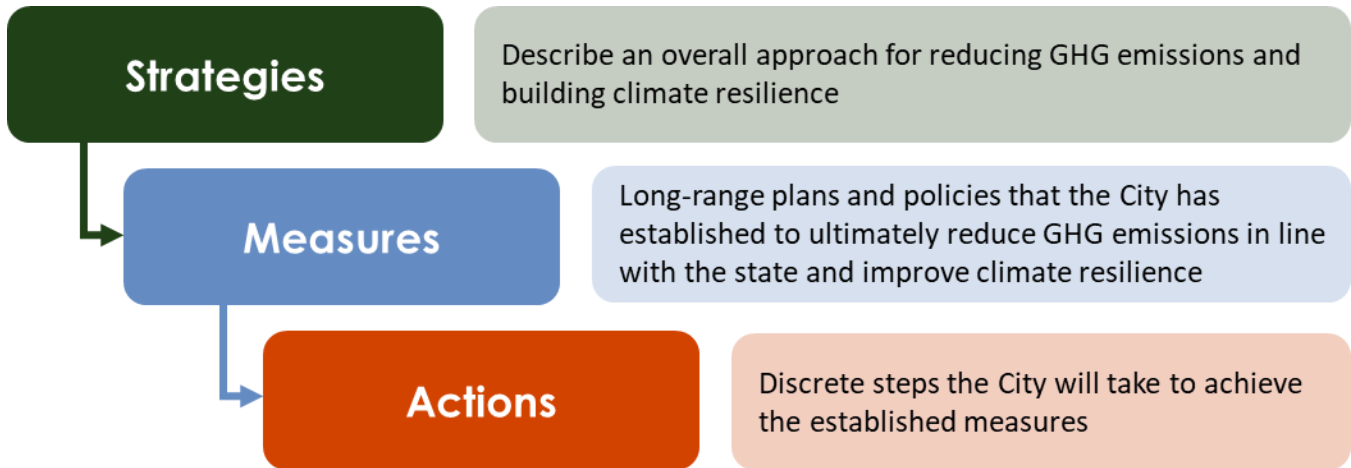 Strategies
Describe an overall approach for reducing GHG emissions and
building climate resilience
Measures
Long-range plans and policies that the City has
established to ultimately reduce GHG emissions in line
with the state and improve climate resilience
Actions
Discrete steps the City will take to achieve
the established measures